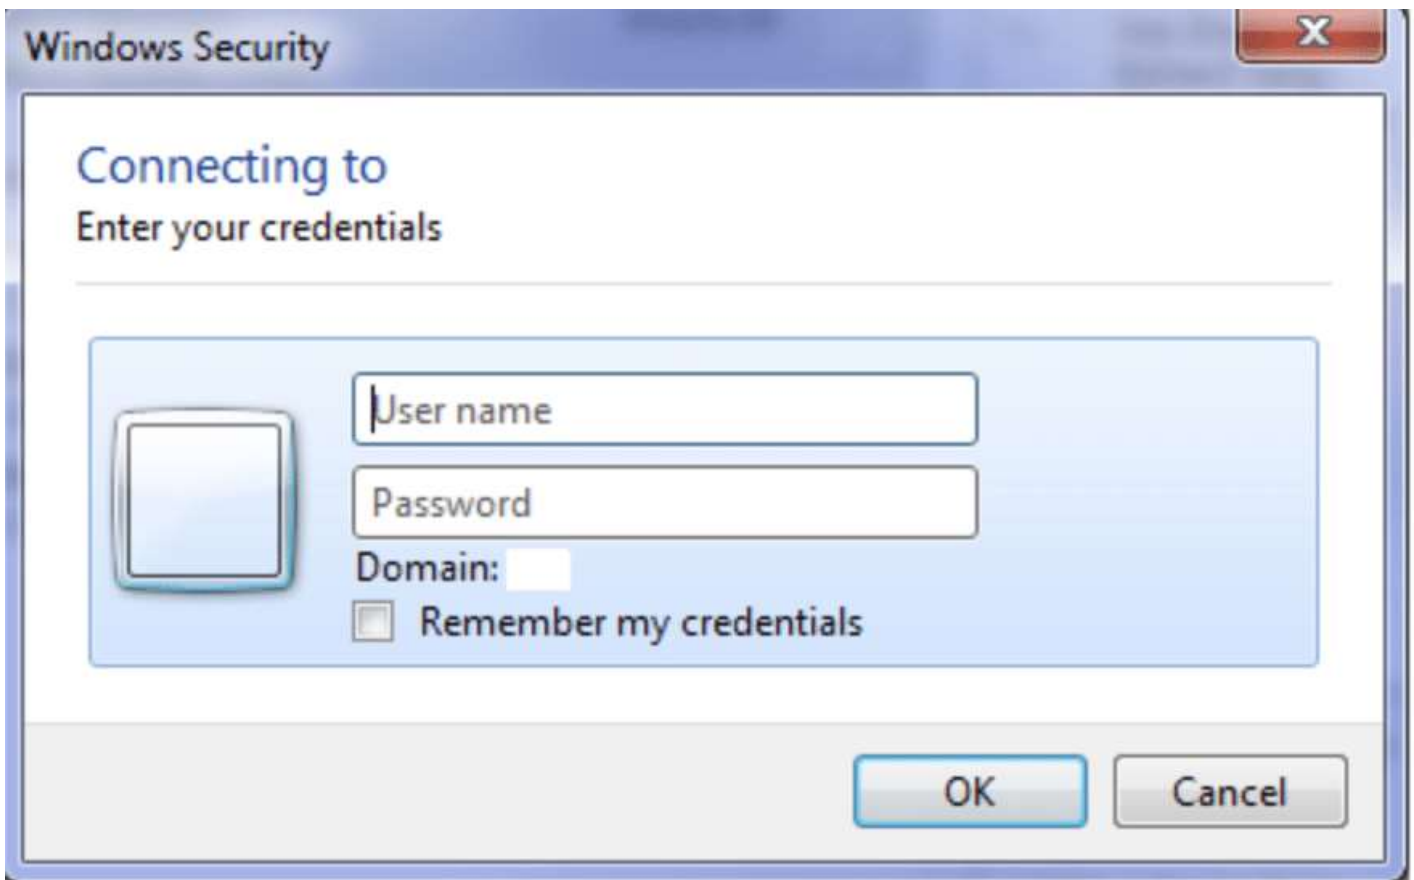 Windows Security
Connecting to
Enter your credentials
User name
Password
Domain:
Remember my credentials
OK
Cancel